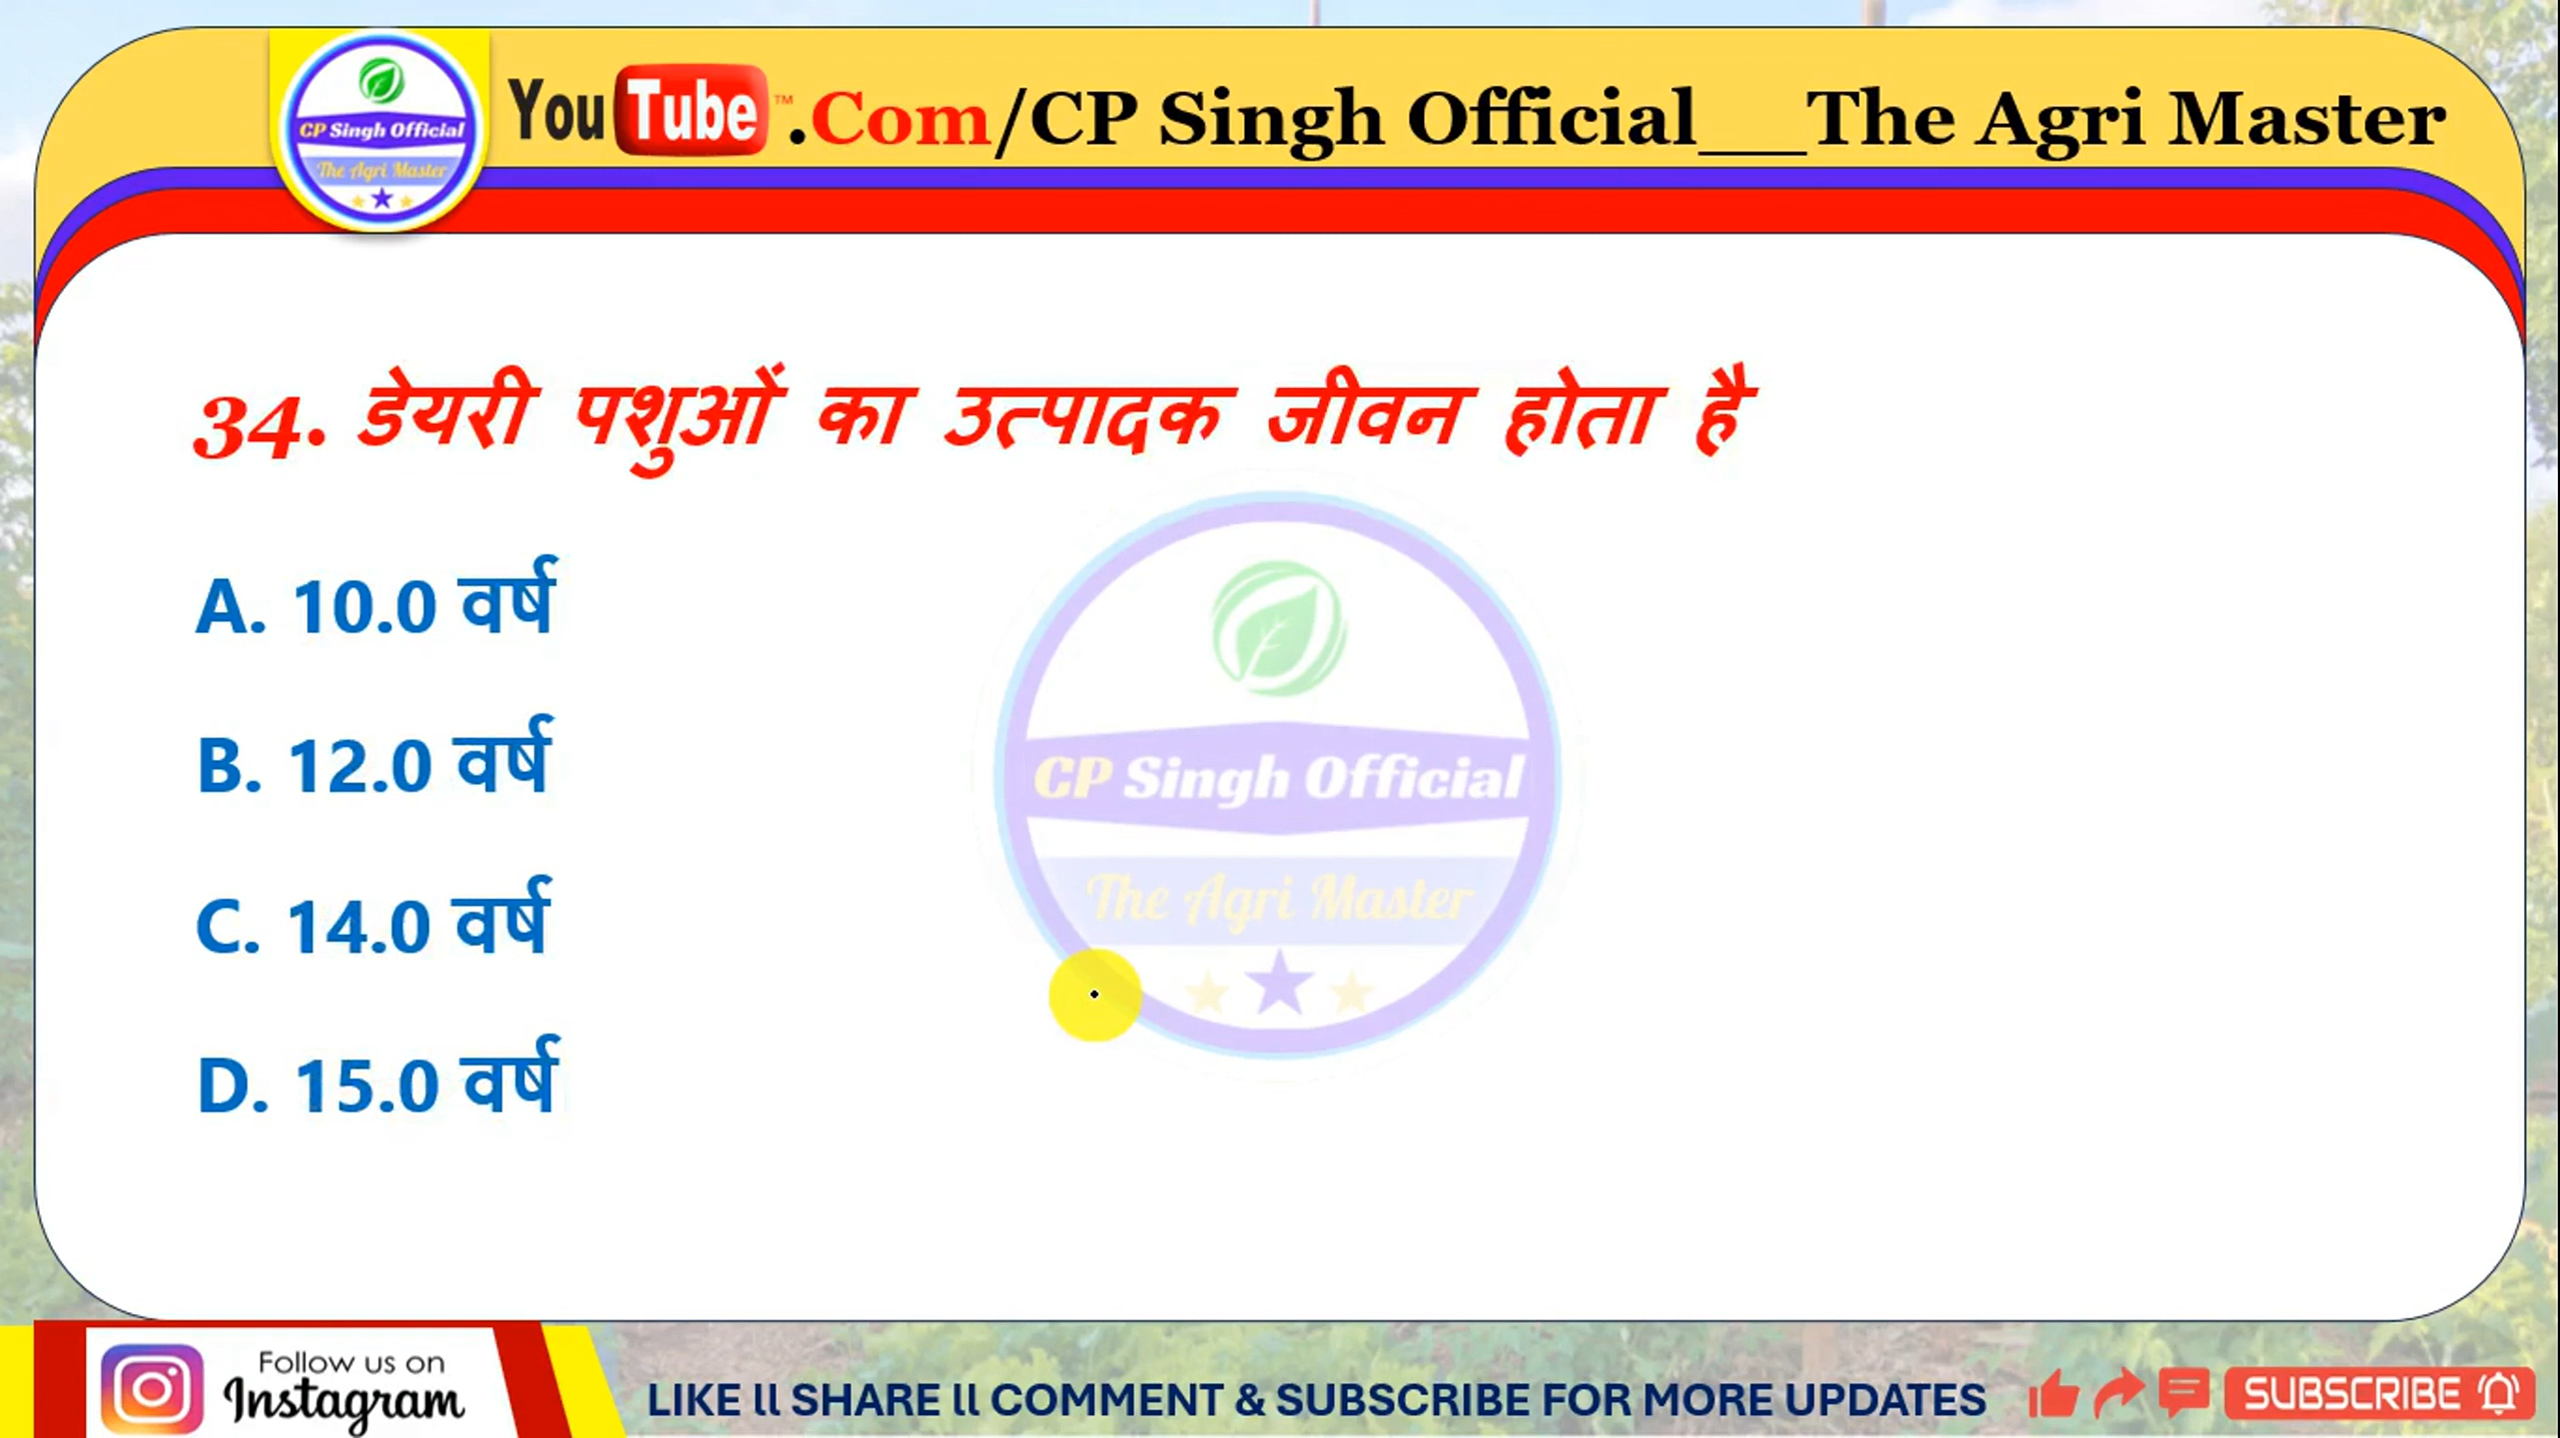 CP Singh Official
The Agri Master
YouTube™.Com/CP Singh Official___The Agri Master
34. डेयरी पशुओं का उत्पादक जीवन होता है
A. 10.0 वर्ष
B. 12.0 वर्ष
C. 14.0 वर्ष
D. 15.0 वर्ष
CP Singh Official
The Agri Master
Follow us on
Instagram
LIKE ll SHARE ll COMMENT & SUBSCRIBE FOR MORE UPDATES
SUBSCRIBE